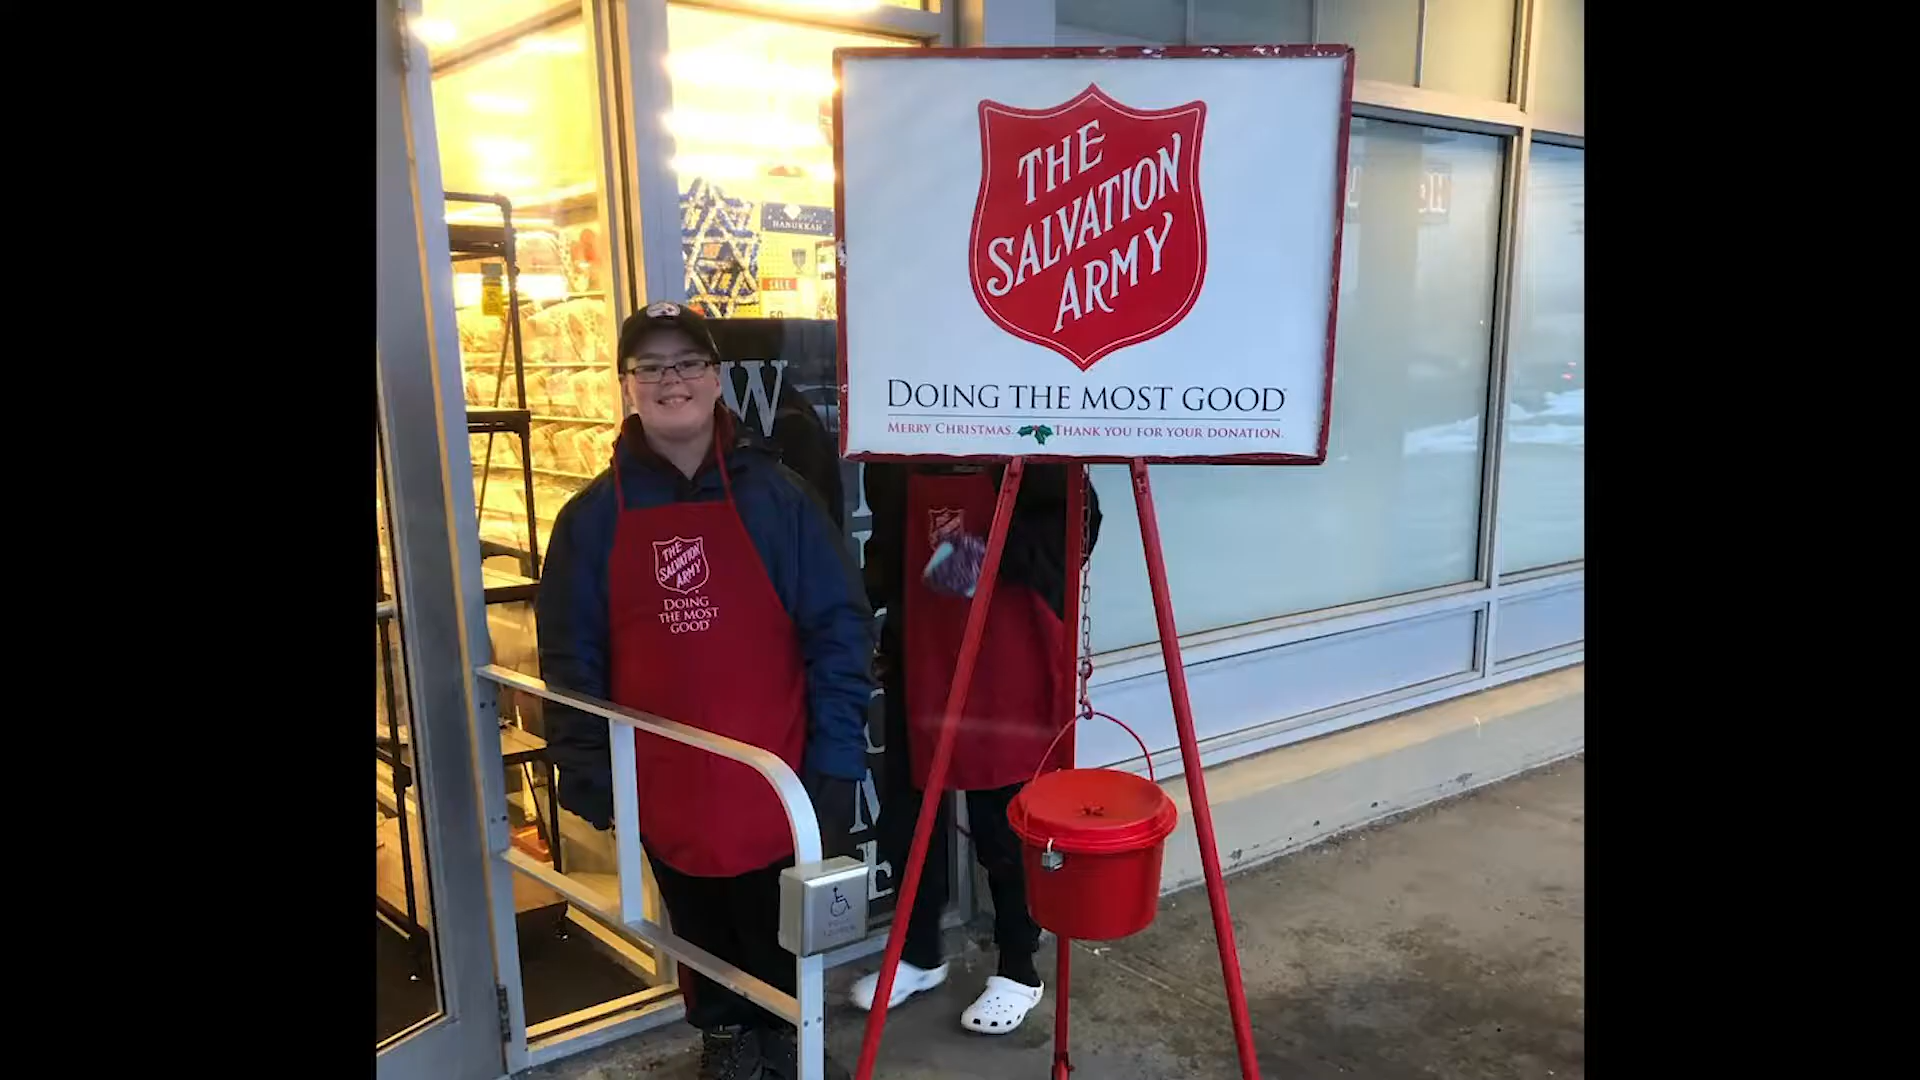 THE
SALVATION
ARMY
DOING THE MOST GOOD
MERRY CHRISTMAS. THANK YOU FOR YOUR DONATION.
HANUKKAH
SALE
W
THE
SALVATION
ARMY
DOING
THE MOST
GOOD